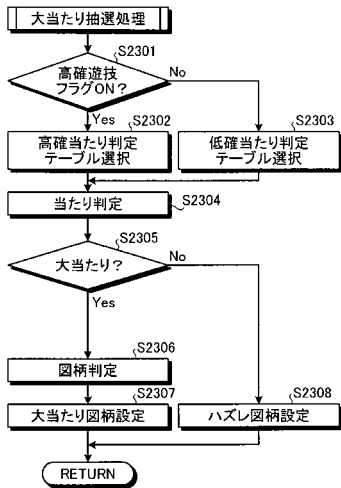 大当たり抽選処理
S2301
高確遊技
フラグON？
No
Yes
S2302
高確当たり判定
テーブル選択
S2303
低確当たり判定
テーブル選択
当たり判定
S2304
S2305
大当たり？
No
Yes
S2306
図柄判定
S2307
大当たり図柄設定
S2308
ハズレ図柄設定
RETURN